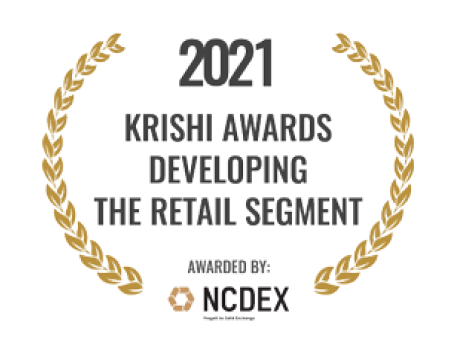 2021
KRISHI AWARDS
DEVELOPING
THE RETAIL SEGMENT
AWARDED BY:
NCDEX